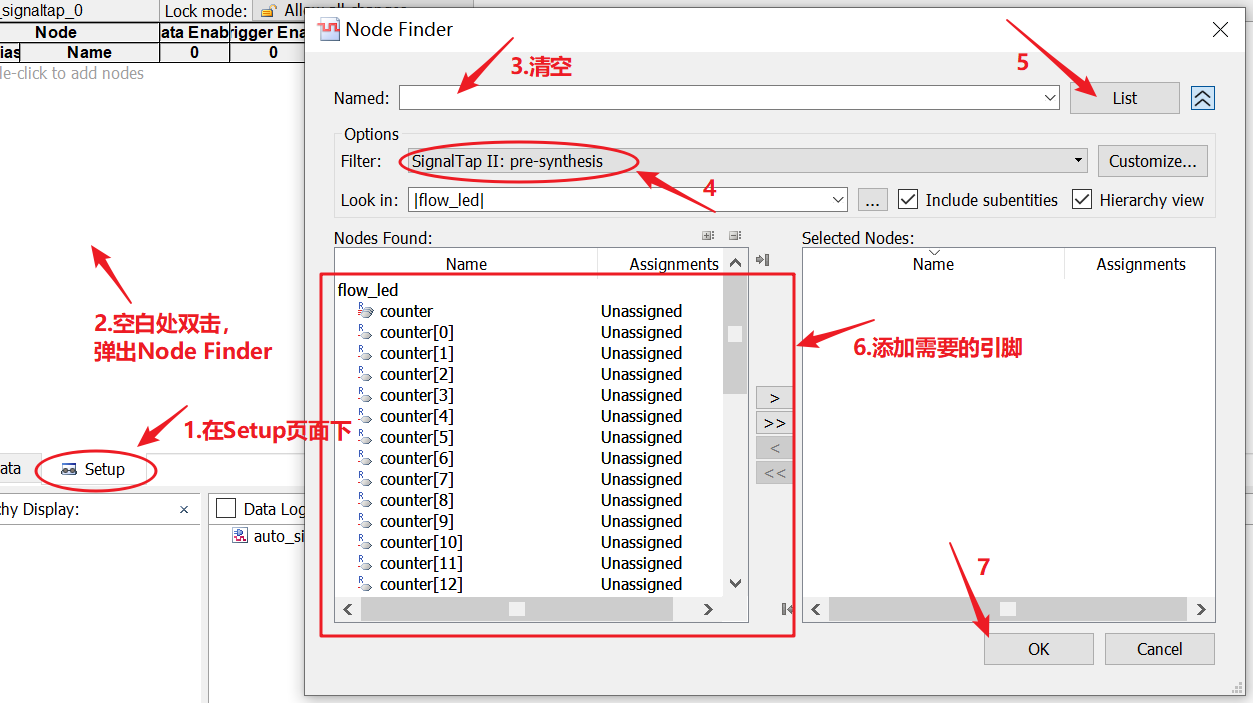 _signaltap_0
Lock mode:
Node
ata Enab
rigger Ena
Name
0
0
le-click to add nodes
Node Finder
3.清空
5
Named:
List
Options
Filter:
SignalTap II: pre-synthesis
Customize...
4
Look in:
|flow_led|
...
Include subentities
Hierarchy view
Nodes Found:
Selected Nodes:
Name
Assignments
Name
Assignments
flow_led
counter
Unassigned
counter[0]
Unassigned
counter[1]
Unassigned
counter[2]
Unassigned
counter[3]
Unassigned
counter[4]
Unassigned
counter[5]
Unassigned
counter[6]
Unassigned
counter[7]
Unassigned
counter[8]
Unassigned
counter[9]
Unassigned
counter[10]
Unassigned
counter[11]
Unassigned
counter[12]
Unassigned
>
>>
<
<<
2.空白处双击，
弹出Node Finder
6.添加需要的引脚
1.在Setup页面下
ata
Setup
hy Display:
×
Data Log
auto_si
7
OK
Cancel